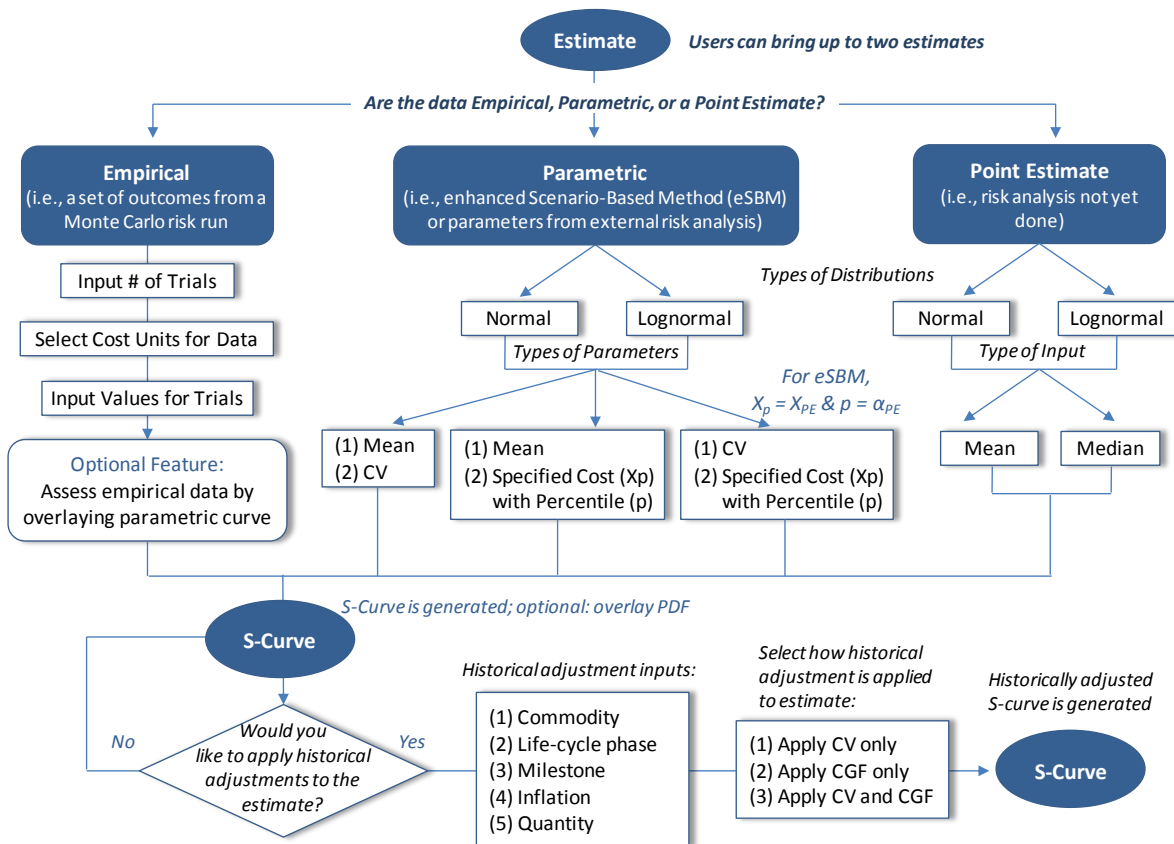 Estimate
Users can bring up to two estimates
Are the data Empirical, Parametric, or a Point Estimate?
Empirical
(i.e., a set of outcomes from a
Monte Carlo risk run
Parametric
(i.e., enhanced Scenario-Based Method (eSBM)
or parameters from external risk analysis)
Point Estimate
(i.e., risk analysis not yet
done)
Input # of Trials
Select Cost Units for Data
Input Values for Trials
Optional Feature:
Assess empirical data by
overlaying parametric curve
Types of Distributions
Normal
Lognormal
Normal
Lognormal
Types of Parameters
Type of Input
For eSBM,
Xp = XPE & p = αPE
(1) Mean
(2) CV
(1) Mean
(2) Specified Cost (Xp)
with Percentile (p)
(1) CV
(2) Specified Cost (Xp)
with Percentile (p)
Mean
Median
S-Curve is generated; optional: overlay PDF
S-Curve
No
Would you
like to apply historical
adjustments to the
estimate?
Yes
Historical adjustment inputs:
(1) Commodity
(2) Life-cycle phase
(3) Milestone
(4) Inflation
(5) Quantity
Select how historical
adjustment is applied
to estimate:
(1) Apply CV only
(2) Apply CGF only
(3) Apply CV and CGF
Historically adjusted
S-curve is generated
S-Curve